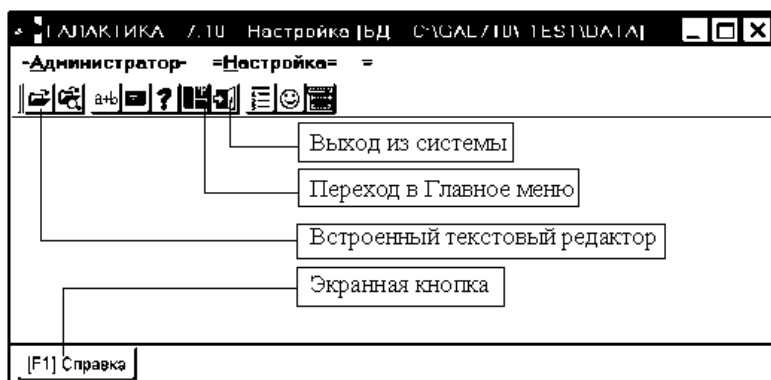 ГАЛАКТИКА 7.10 Настройка [БД C:\GAL710\TEST\DATA]
-Администратор- =Настройка= =
a+b ?
Выход из системы
Переход в Главное меню
Встроенный текстовый редактор
Экранная кнопка
[F1] Справка